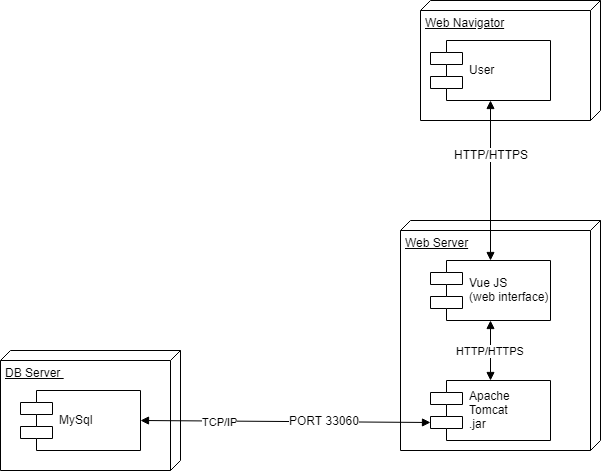 Web Navigator
User
HTTP/HTTPS
Web Server
Vue JS
(web interface)
HTTP/HTTPS
DB Server
MySql
TCP/IP
PORT 33060
Apache
Tomcat
.jar